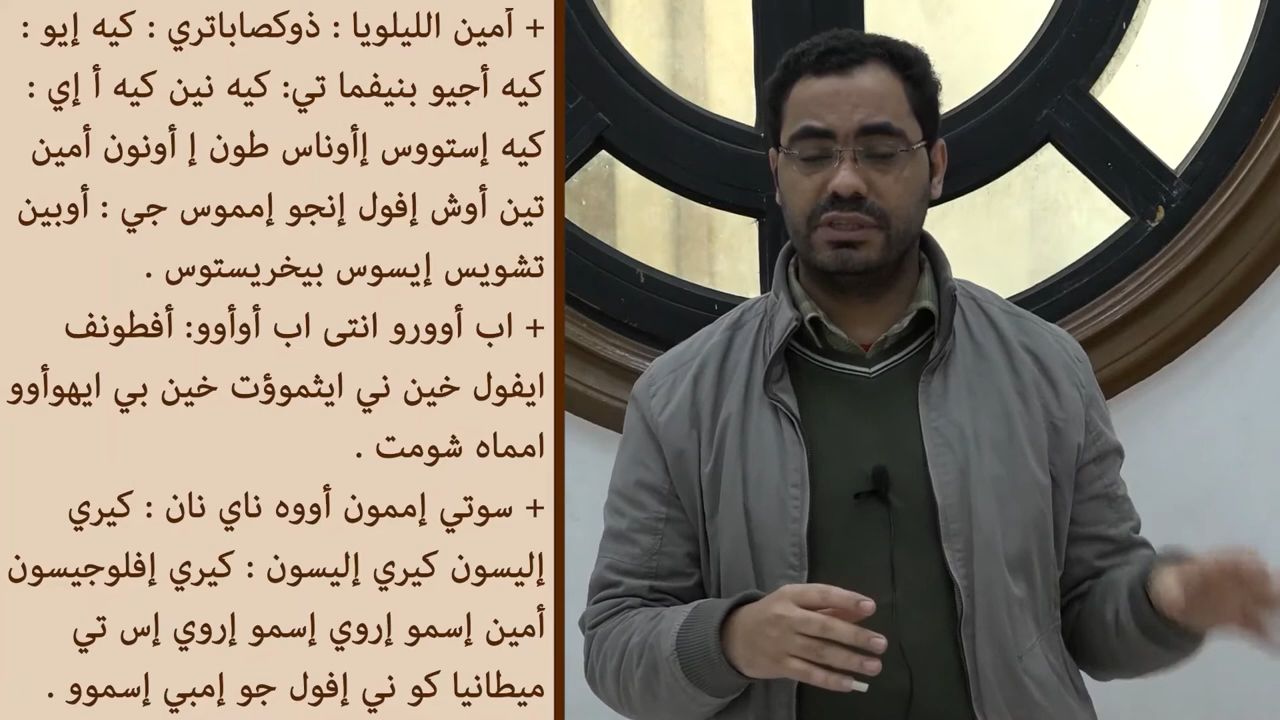 + آمين الليلويا : ذوكصاباتري : كيه إيو :
كيه أجيو بنيفما تي: كيه نين كيه أ إي :
كيه إستووس إأوناس طون إ أونون أمين
تين أوش إفول إنجو إمموس جي : أوبين
تشويس إيسوس بيخريستوس .
+ اب أوورو انتى اب أوأوو: أفطونف
ايفول خين ني ايثموؤت خين بي ايهوأوو
امماه شومت .
+ سوتي إممون أووه ناي نان : كيري
إليسون كيري إليسون : كيري إفلوجيسون
أمين إسمو إروي إسمو إروي إس تي
ميطانيا كو ني إفول جو إمبي إسموو .